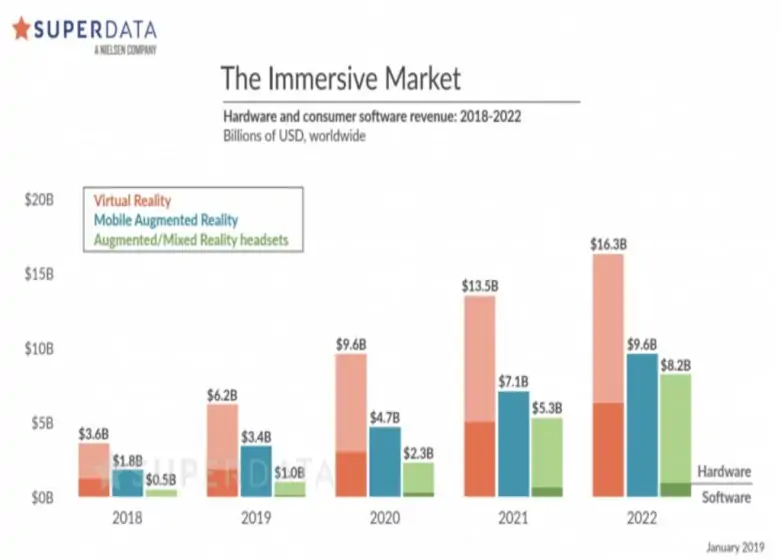 SUPERDATA
A NIELSEN COMPANY
The Immersive Market
Hardware and consumer software revenue: 2018-2022
Billions of USD, worldwide
$20B
Virtual Reality
Mobile Augmented Reality
Augmented/Mixed Reality headsets
$16.3B
$15B
$13.5B
$10B
$9.6B
$9.6B
$8.2B
$7.1B
$6.2B
$5B
$5.3B
$4.7B
$3.6B
$3.4B
$2.3B
$1.8B
$1.0B
$0.5B
SUPERDATA
Hardware
Software
$0B
2018 2019 2020 2021 2022
January 2019